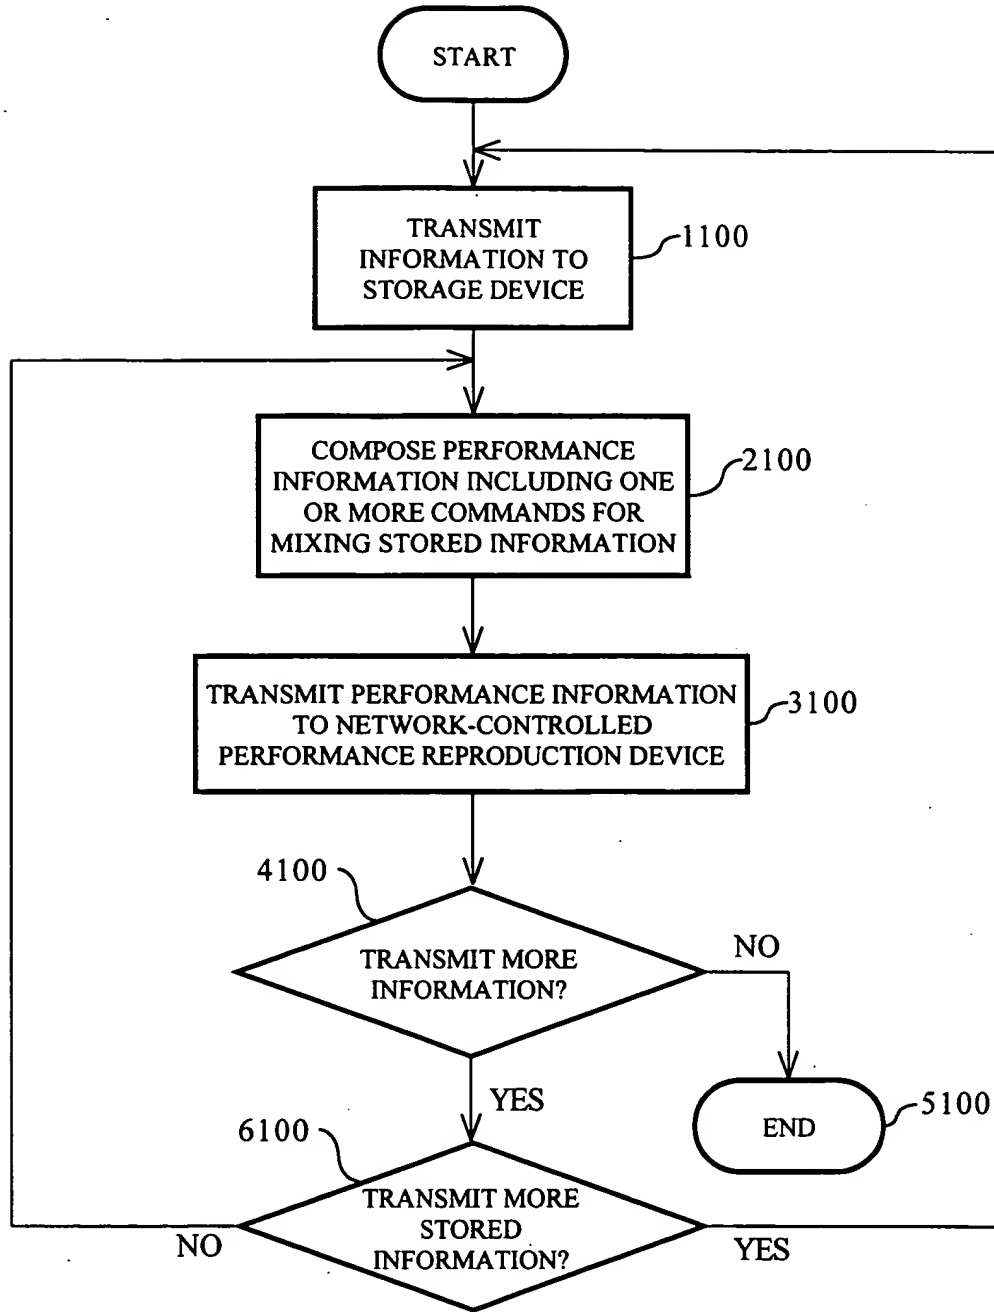 START
TRANSMIT
INFORMATION TO
STORAGE DEVICE
1100
COMPOSE PERFORMANCE
INFORMATION INCLUDING ONE
OR MORE COMMANDS FOR
MIXING STORED INFORMATION
2100
TRANSMIT PERFORMANCE INFORMATION
TO NETWORK-CONTROLLED
PERFORMANCE REPRODUCTION DEVICE
3100
4100
TRANSMIT MORE
INFORMATION?
NO
YES
END
5100
6100
TRANSMIT MORE
STORED
INFORMATION?
NO
YES